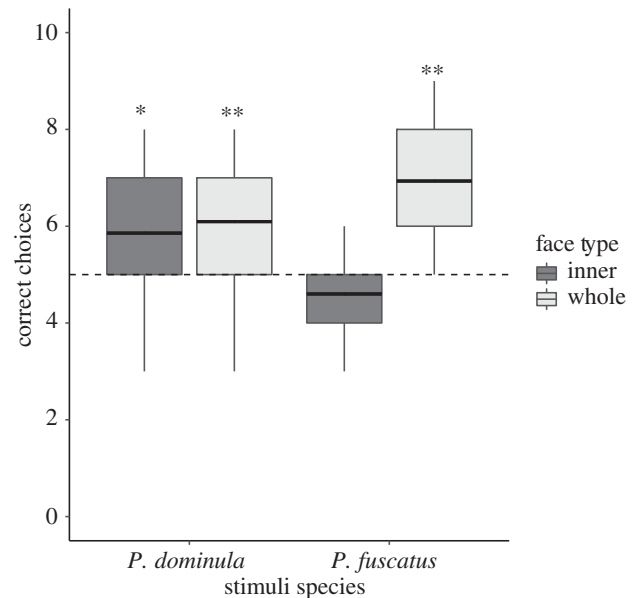 10
8
6
4
2
0
correct choices
*
**
**
P. dominula
P. fuscatus
stimuli species
face type
inner
whole